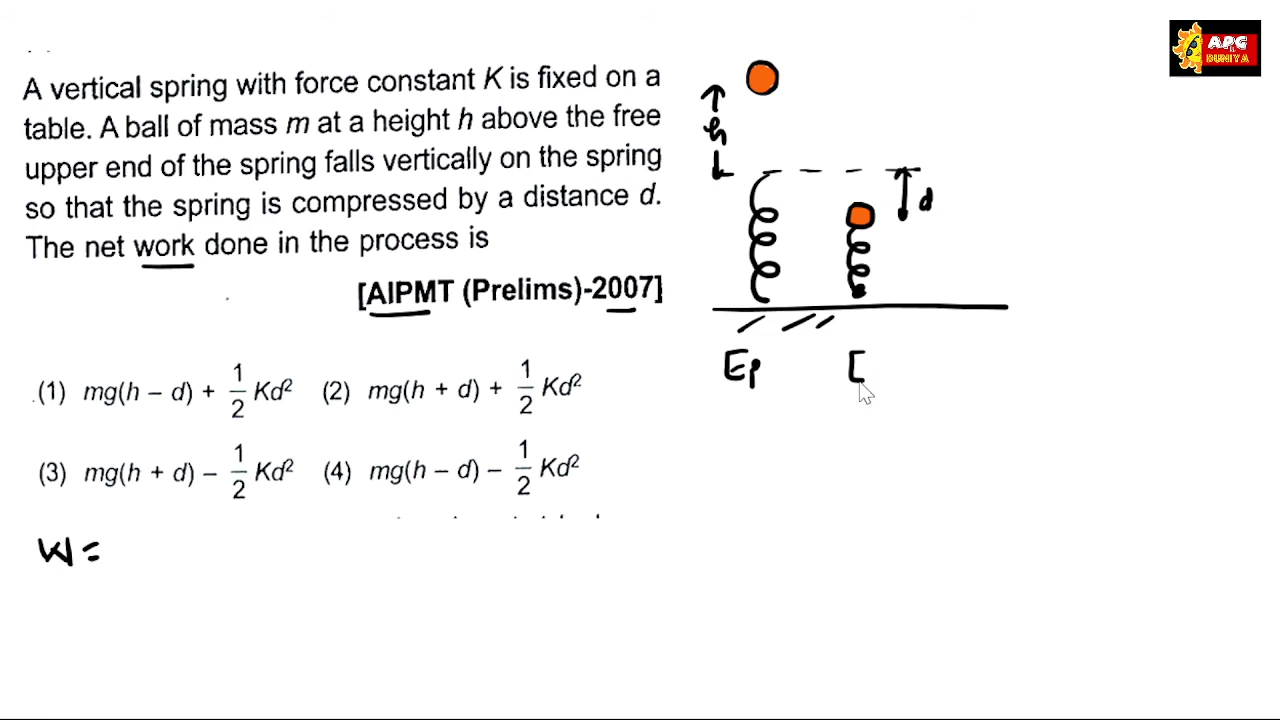 A vertical spring with force constant K is fixed on a
table. A ball of mass m at a height h above the free
upper end of the spring falls vertically on the spring
so that the spring is compressed by a distance d.
The net work done in the process is
[AIPMT (Prelims)-2007]
(1) mg(h – d) + 1/2 Kd² (2) mg(h + d) + 1/2 Kd²
(3) mg(h + d) – 1/2 Kd² (4) mg(h – d) – 1/2 Kd²
W =
h
d
Ep
E
APC
DUNIYA